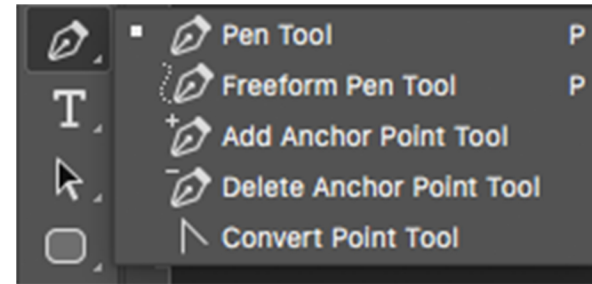 Pen Tool P
Freeform Pen Tool P
Add Anchor Point Tool
Delete Anchor Point Tool
Convert Point Tool